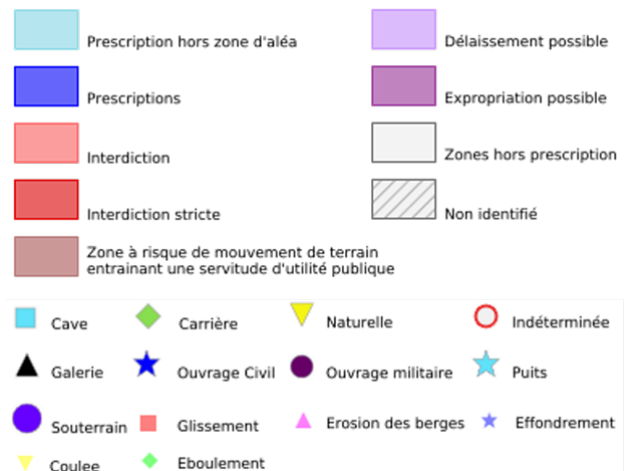 Prescription hors zone d'aléa
Délaissement possible
Prescriptions
Expropriation possible
Interdiction
Zones hors prescription
Interdiction stricte
Non identifié
Zone à risque de mouvement de terrain
entrainant une servitude d'utilité publique
Cave
Carrière
Naturelle
Indéterminée
Galerie
Ouvrage Civil
Ouvrage militaire
Puits
Souterrain
Glissement
Erosion des berges
Effondrement
Coulee
Eboulement